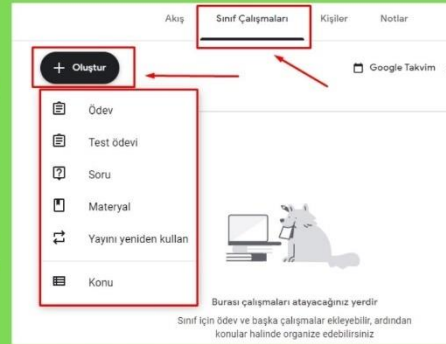 Akış Sınıf Çalışmaları Kişiler Notlar
+ Oluştur
Google Takvim
Ödev
Test ödevi
Soru
Materyal
Yayını yeniden kullan
Konu
Burası çalışmaları atayacağınız yerdir
Sınıf için ödev ve başka çalışmalar ekleyebilir, ardından
konular halinde organize edebilirsiniz